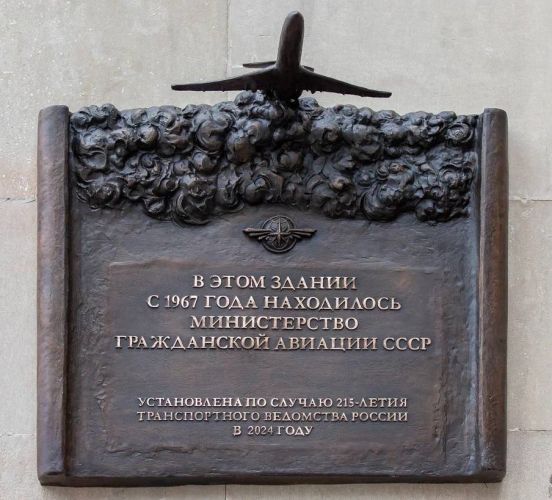 В ЭТОМ ЗДАНИИ
С 1967 ГОДА НАХОДИЛОСЬ
МИНИСТЕРСТВО
ГРАЖДАНСКОЙ АВИАЦИИ СССР
УСТАНОВЛЕНА ПО СЛУЧАЮ 215-ЛЕТИЯ
ТРАНСПОРТНОГО ВЕДОМСТВА РОССИИ
В 2024 ГОДУ